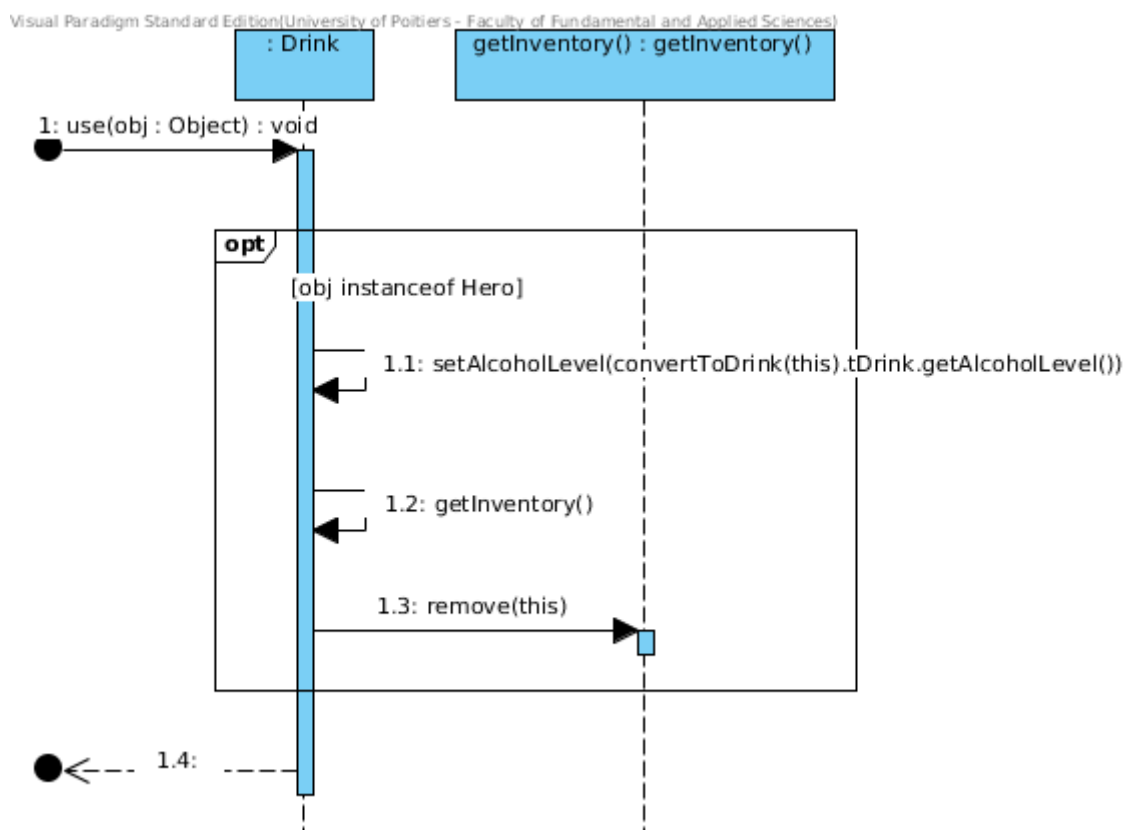 Visual Paradigm Standard Edition(University of Poitiers - Faculty of Fundamental and Applied Sciences)
: Drink
getInventory() : getInventory()
1: use(obj : Object) : void
opt
[obj instanceof Hero]
1.1: setAlcoholLevel(convertToDrink(this).tDrink.getAlcoholLevel())
1.2: getInventory()
1.3: remove(this)
1.4: